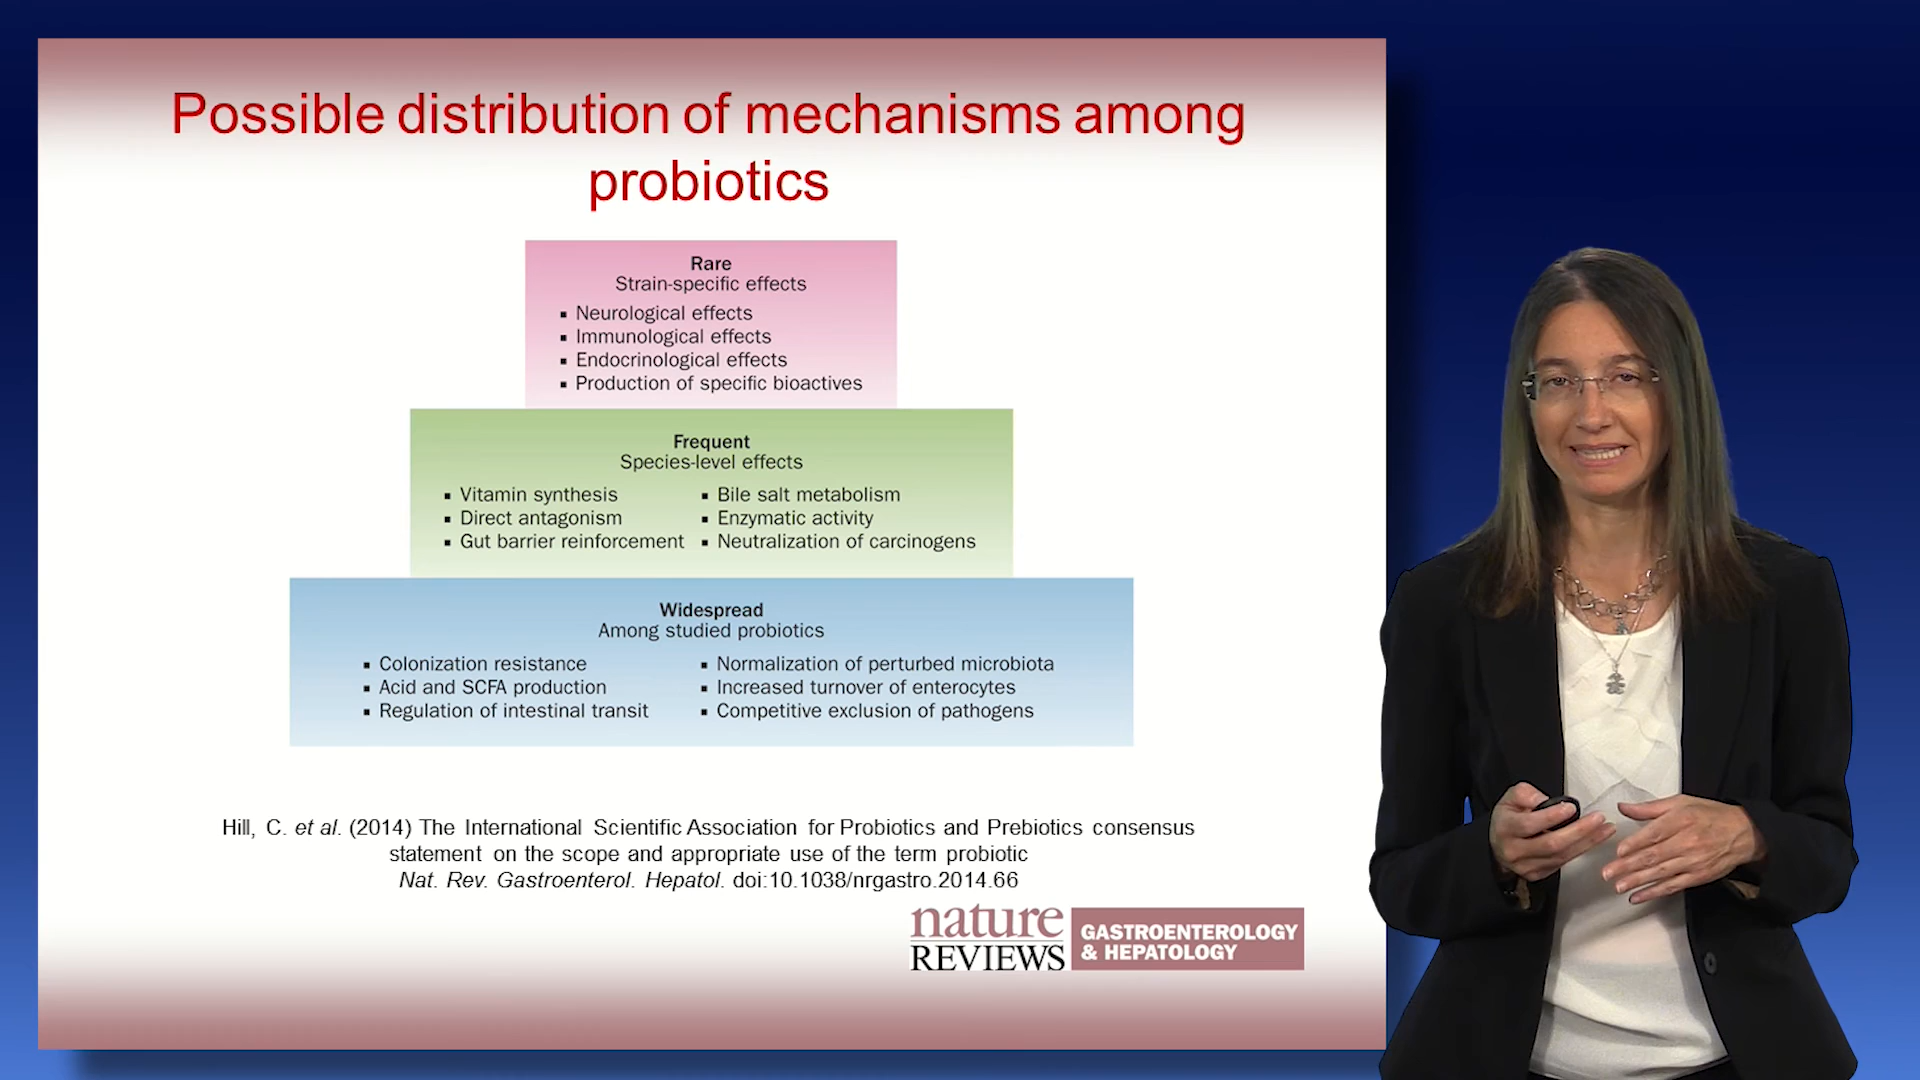 Possible distribution of mechanisms among
probiotics
Rare
Strain-specific effects
▪ Neurological effects
▪ Immunological effects
▪ Endocrinological effects
▪ Production of specific bioactives
Frequent
Species-level effects
▪ Vitamin synthesis
▪ Direct antagonism
▪ Gut barrier reinforcement
▪ Bile salt metabolism
▪ Enzymatic activity
▪ Neutralization of carcinogens
Widespread
Among studied probiotics
▪ Colonization resistance
▪ Acid and SCFA production
▪ Regulation of intestinal transit
▪ Normalization of perturbed microbiota
▪ Increased turnover of enterocytes
▪ Competitive exclusion of pathogens
Hill, C. et al. (2014) The International Scientific Association for Probiotics and Prebiotics consensus
statement on the scope and appropriate use of the term probiotic
Nat. Rev. Gastroenterol. Hepatol. doi:10.1038/nrgastro.2014.66
nature
REVIEWS
GASTROENTEROLOGY
& HEPATOLOGY